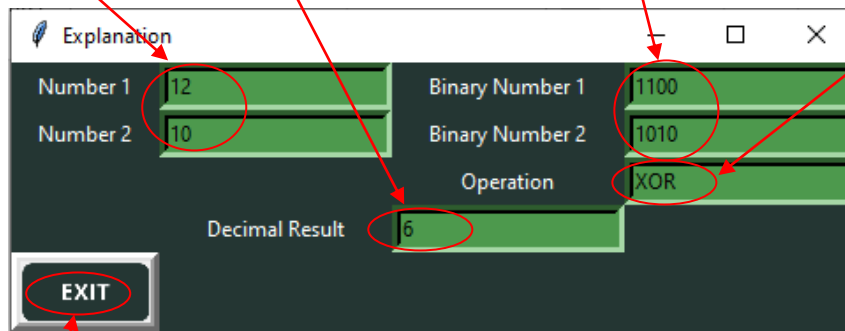 Explanation
Number 1 12 Binary Number 1 1100
Number 2 10 Binary Number 2 1010
Operation XOR
Decimal Result 6
EXIT